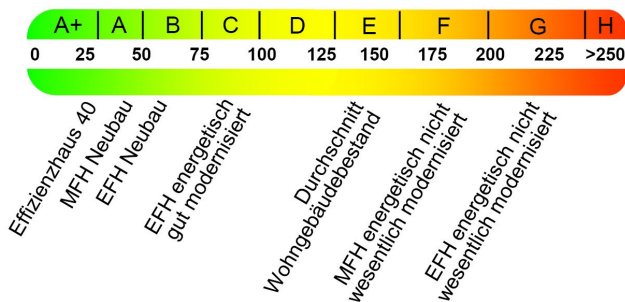 A+ A B C D E F G H
0 25 50 75 100 125 150 175 200 225 >250
Effizienzhaus 40
MFH Neubau
EFH Neubau
EFH energetisch
gut modernisiert
Durchschnitt
Wohngebäudebestand
MFH energetisch nicht
wesentlich modernisiert
EFH energetisch nicht
wesentlich modernisiert